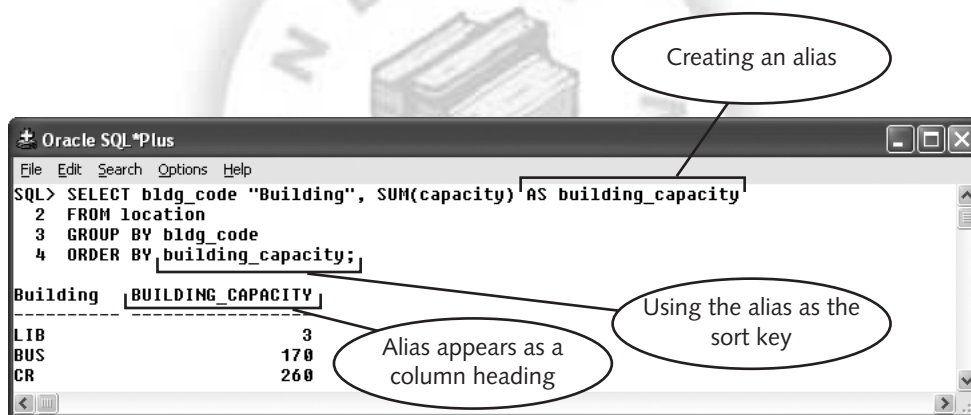 Creating an alias
Oracle SQL*Plus
File Edit Search Options Help
SQL> SELECT bldg_code "Building", SUM(capacity) AS building_capacity
2 FROM location
3 GROUP BY bldg_code
4 ORDER BY building_capacity;
Building BUILDING_CAPACITY
---------- -----------------
LIB 3
BUS 170
CR 260
Using the alias as the
sort key
Alias appears as a
column heading